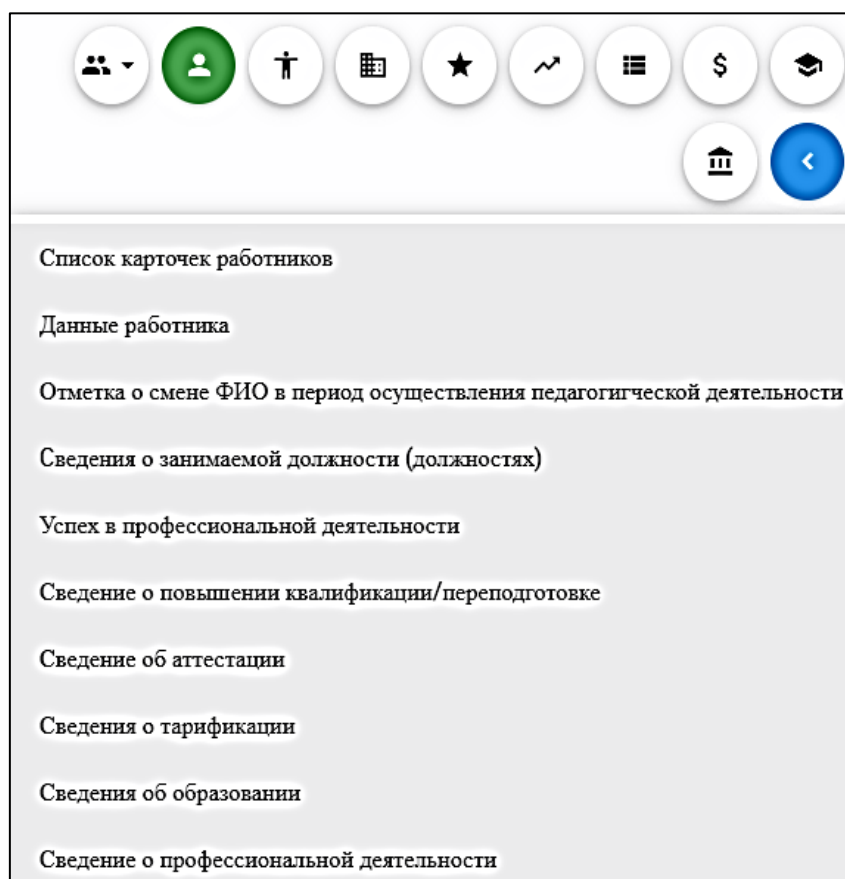 Список карточек работников
Данные работника
Отметка о смене ФИО в период осуществления педагогигческой деятельности
Сведения о занимаемой должности (должностях)
Успех в профессиональной деятельности
Сведение о повышении квалификации/переподготовке
Сведение об аттестации
Сведения о тарификации
Сведения об образовании
Сведение о профессиональной деятельности